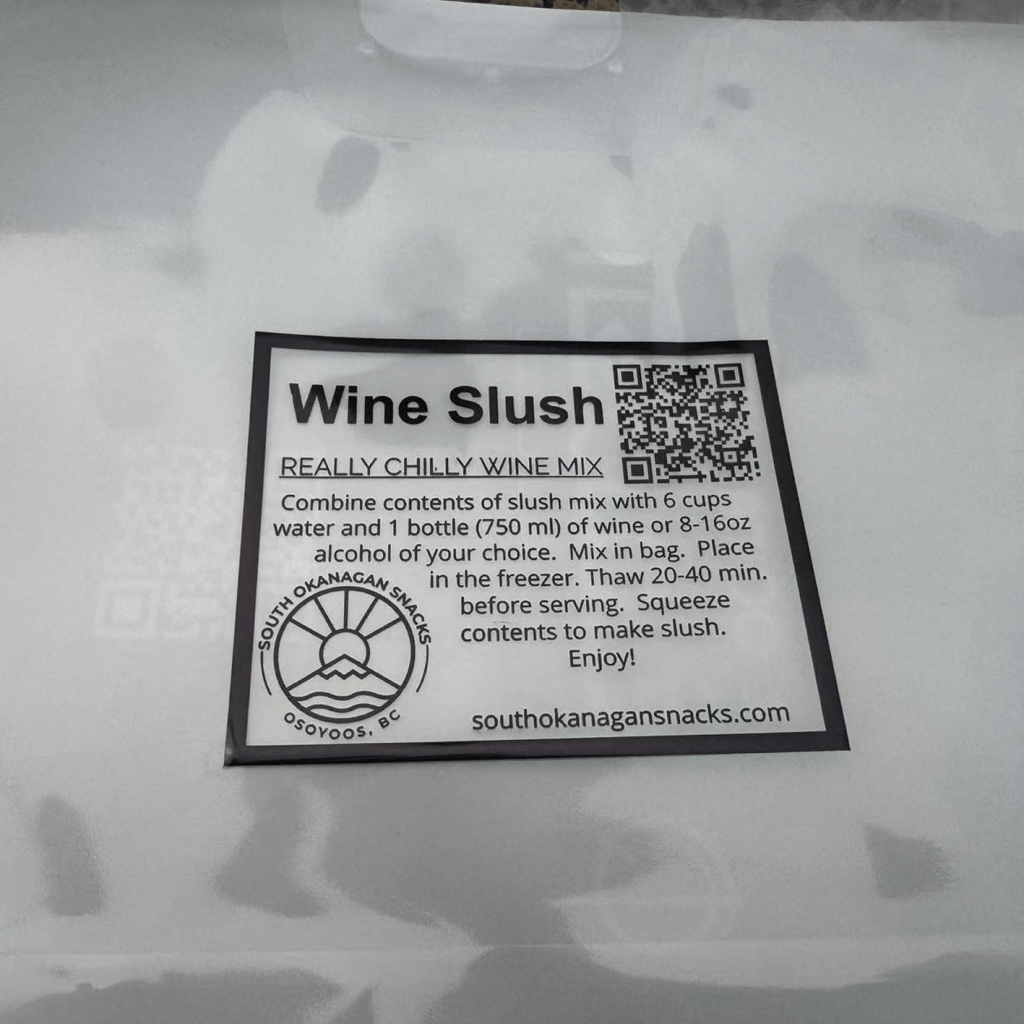 Wine Slush
REALLY CHILLY WINE MIX
Combine contents of slush mix with 6 cups
water and 1 bottle (750 ml) of wine or 8-16oz
alcohol of your choice. Mix in bag. Place
in the freezer. Thaw 20-40 min.
before serving. Squeeze
contents to make slush.
Enjoy!
SOUTH OKANAGAN SNACKS
OSOYOOS, BC
southokanagansnacks.com